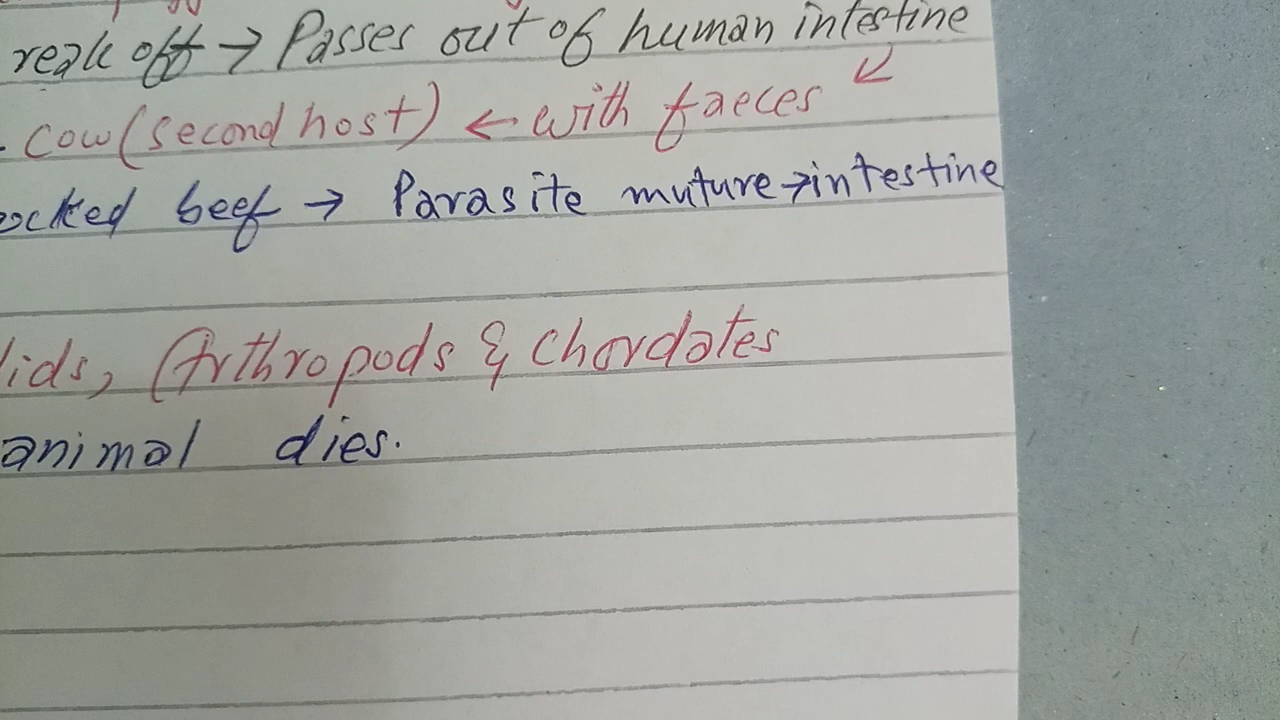 reak off → Passes out of human intestine ↙
cow (second host) ← with faeces
ocked beef → Parasite muture → intestine
lids, Arthropods & Chordates
animal dies.